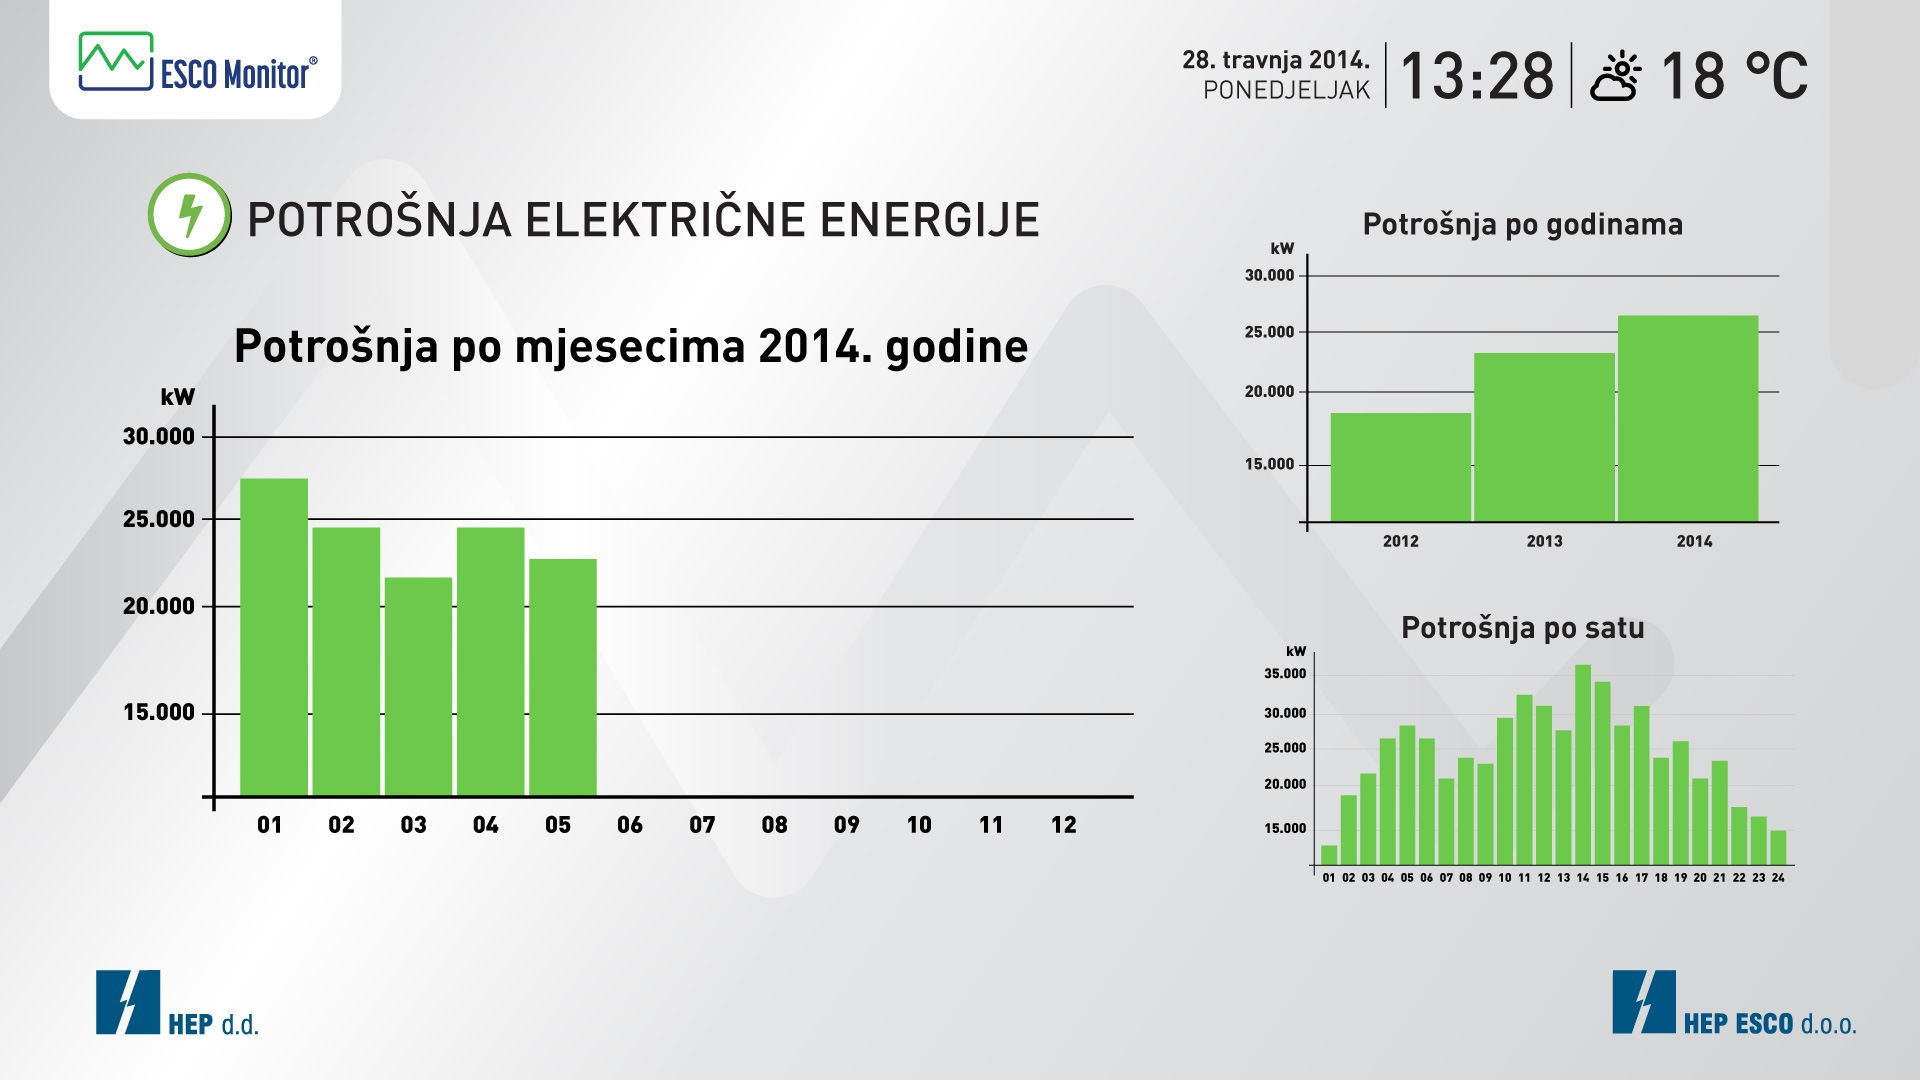 ESCO Monitor®
28. travnja 2014.
PONEDJELJAK
13:28
18 °C
POTROŠNJA ELEKTRIČNE ENERGIJE
Potrošnja po mjesecima 2014. godine
kW
30.000
25.000
20.000
15.000
01 02 03 04 05 06 07 08 09 10 11 12
Potrošnja po godinama
kW
30.000
25.000
20.000
15.000
2012 2013 2014
Potrošnja po satu
kW
35.000
30.000
25.000
20.000
15.000
01 02 03 04 05 06 07 08 09 10 11 12 13 14 15 16 17 18 19 20 21 22 23 24
HEP d.d.
HEP ESCO d.o.o.